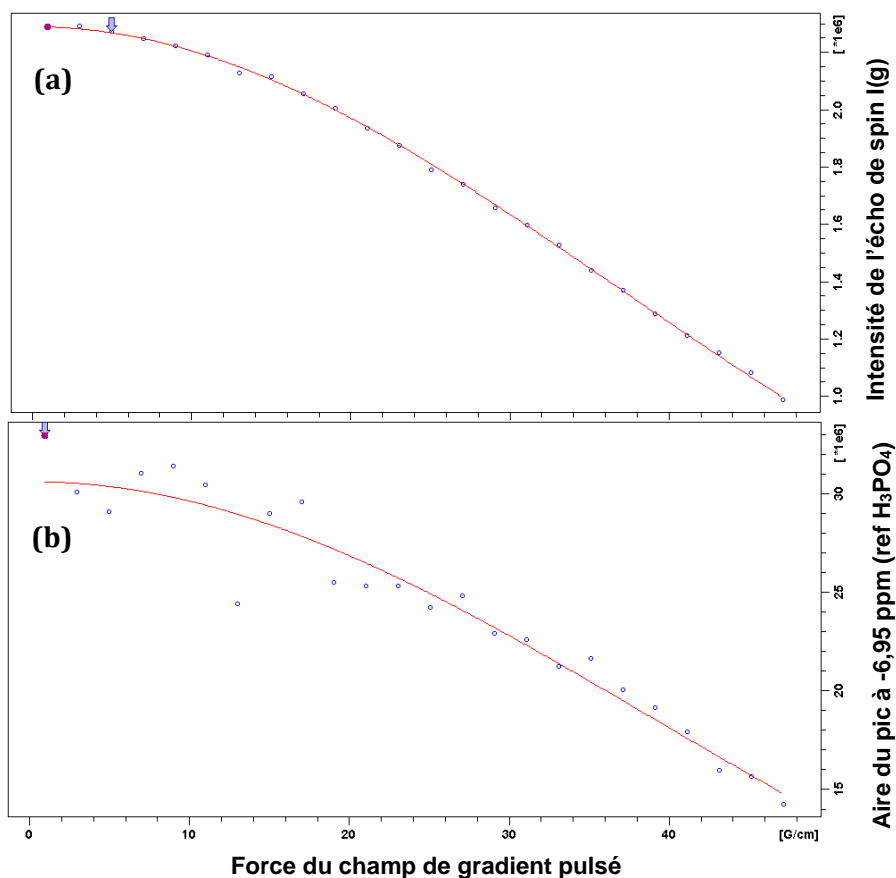 [ *1e6]
(a)
2.0
1.8
1.6
1.4
1.2
1.0
Intensité de l'écho de spin I(g)
[ *1e6]
(b)
30
25
20
15
Aire du pic à -6,95 ppm (ref H₃PO₄)
0 10 20 30 40 [G/cm]
Force du champ de gradient pulsé